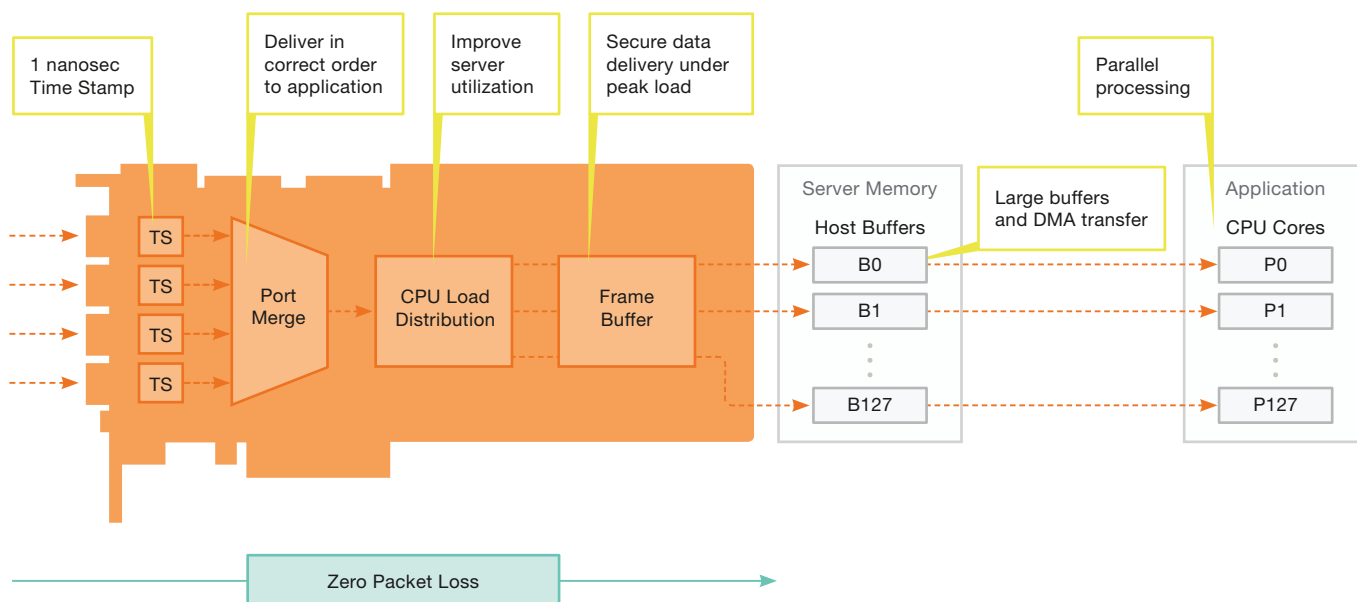 1 nanosec
Time Stamp
Deliver in
correct order
to application
Improve
server
utilization
Secure data
delivery under
peak load
Parallel
processing
Server Memory
Large buffers
and DMA transfer
Application
Host Buffers
CPU Cores
TS
TS
TS
TS
Port
Merge
CPU Load
Distribution
Frame
Buffer
B0
B1
B127
P0
P1
P127
Zero Packet Loss